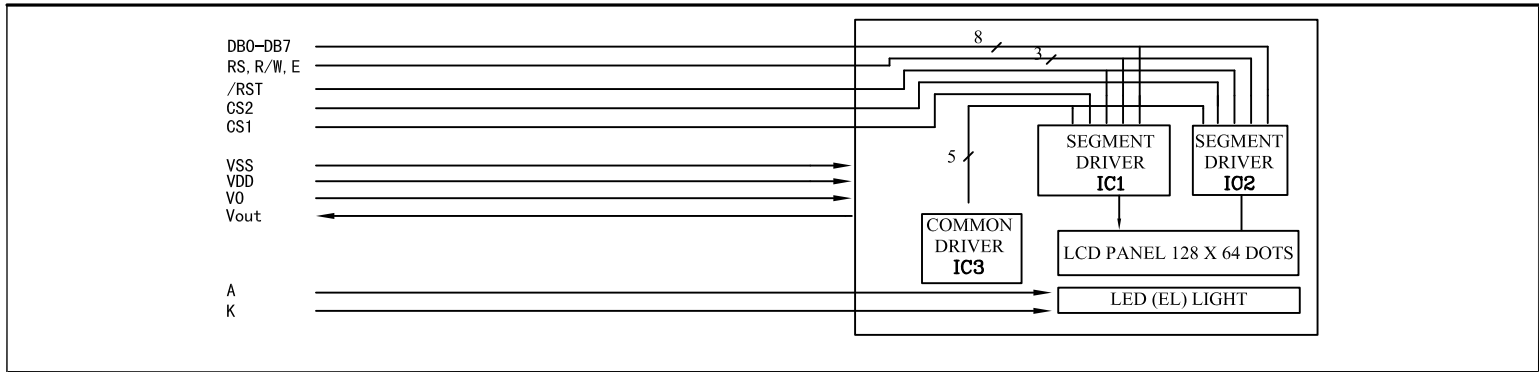 DB0-DB7
RS,R/W,E
/RST
CS2
CS1
VSS
VDD
V0
Vout
A
K
8
3
5
SEGMENT
DRIVER
IC1
SEGMENT
DRIVER
IC2
COMMON
DRIVER
IC3
LCD PANEL 128 X 64 DOTS
LED (EL) LIGHT